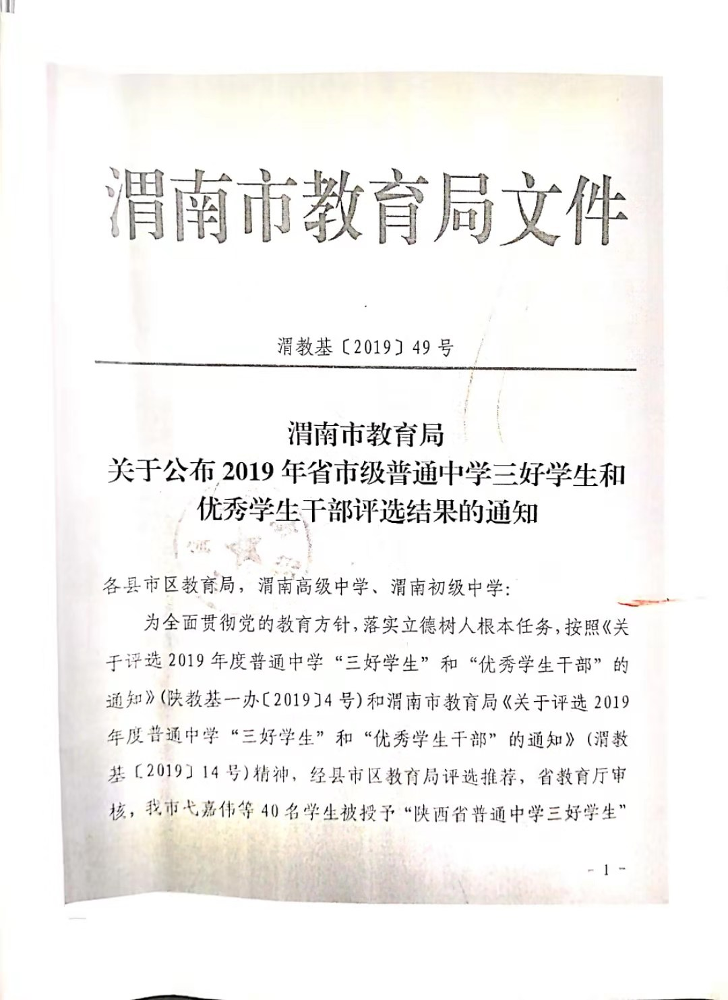 渭南市教育局文件
渭教基〔2019〕49 号
渭南市教育局
关于公布 2019 年省市级普通中学三好学生和
优秀学生干部评选结果的通知
各县市区教育局，渭南高级中学、渭南初级中学：
为全面贯彻党的教育方针，落实立德树人根本任务，按照《关
于评选 2019 年度普通中学“三好学生”和“优秀学生干部”的
通知》（陕教基一办〔2019〕4 号）和渭南市教育局《关于评选 2019
年度普通中学“三好学生”和“优秀学生干部”的通知》（渭教
基〔2019〕14 号）精神，经县市区教育局评选推荐，省教育厅审
核，我市弋嘉伟等 40 名学生被授予“陕西省普通中学三好学生”
- 1 -